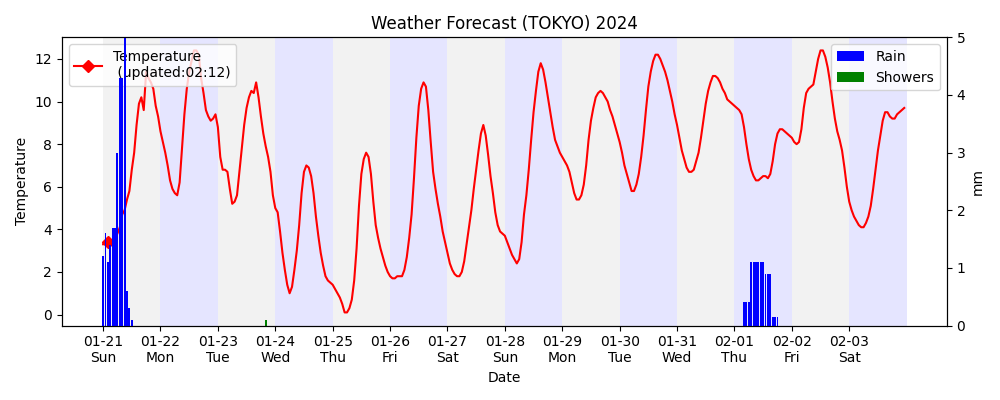 Weather Forecast (TOKYO) 2024
Temperature
(updated:02:12)
Rain
Showers
12
10
8
6
4
2
0
Temperature
5
4
3
2
1
0
mm
01-21 01-22 01-23 01-24 01-25 01-26 01-27 01-28 01-29 01-30 01-31 02-01 02-02 02-03
Sun Mon Tue Wed Thu Fri Sat Sun Mon Tue Wed Thu Fri Sat
Date